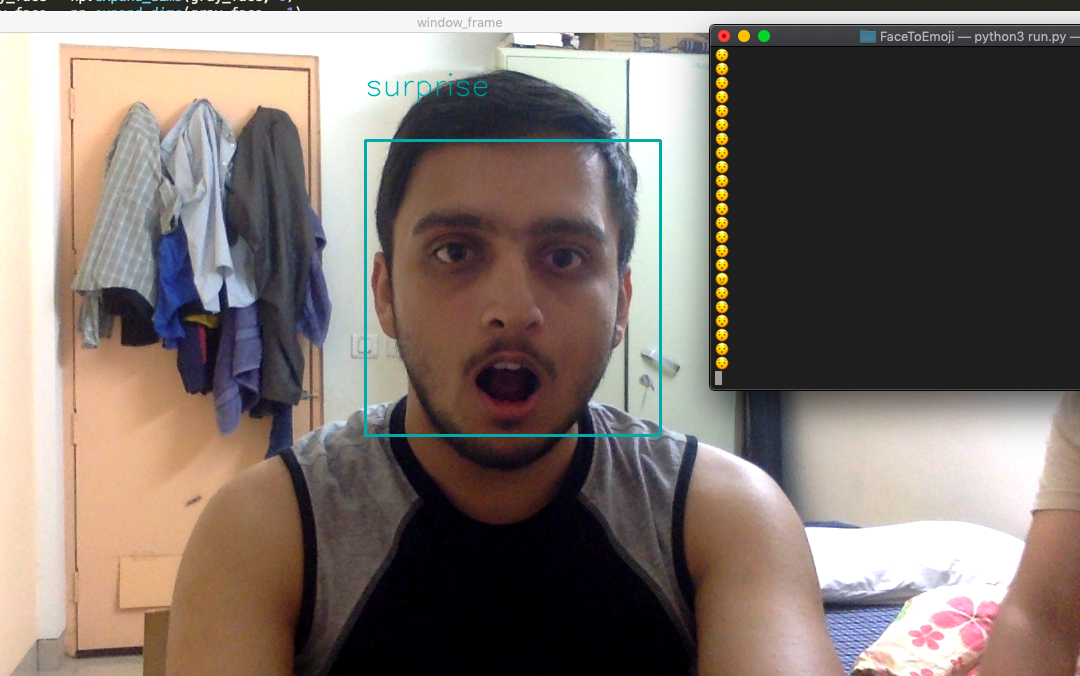 window_frame
FaceToEmoji — python3 run.py —
surprise